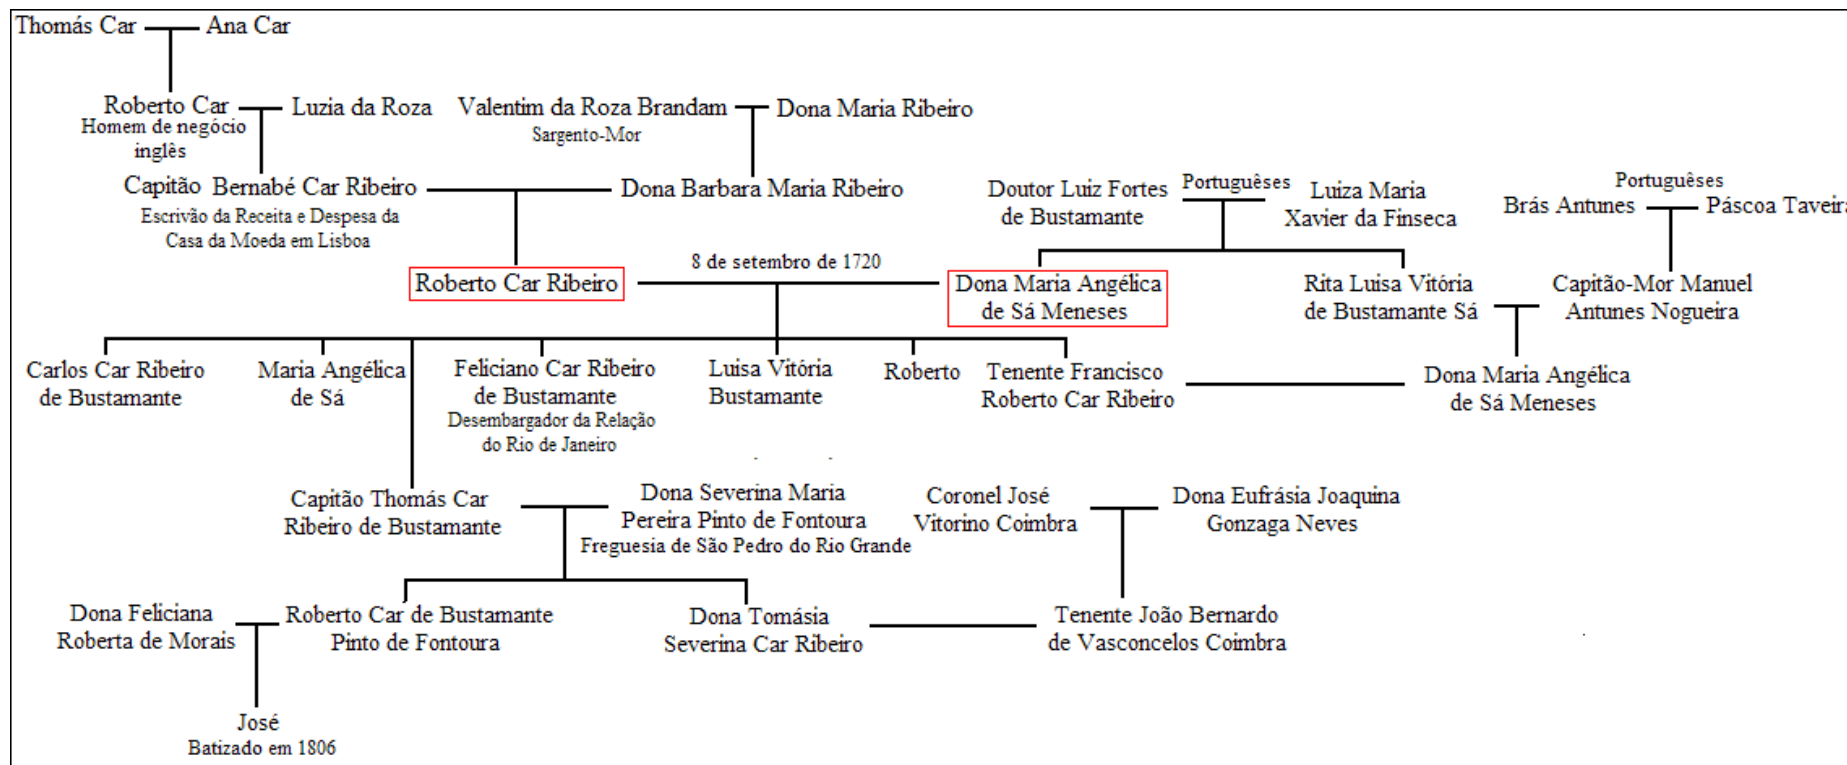 Thomás Car
Ana Car
Roberto Car
Homem de negócio
inglês
Luzia da Roza
Valentim da Roza Brandam
Sargento-Mor
Dona Maria Ribeiro
Capitão Bernabé Car Ribeiro
Escrivão da Receita e Despesa da
Casa da Moeda em Lisboa
Dona Barbara Maria Ribeiro
Doutor Luiz Fortes
de Bustamante
Portuguêses
Luiza Maria
Xavier da Finseca
Portuguêses
Brás Antunes
Páscoa Taveira
Roberto Car Ribeiro
8 de setembro de 1720
Dona Maria Angélica
de Sá Meneses
Rita Luisa Vitória
de Bustamante Sá
Capitão-Mor Manuel
Antunes Nogueira
Carlos Car Ribeiro
de Bustamante
Maria Angélica
de Sá
Feliciano Car Ribeiro
de Bustamante
Desembargador da Relação
do Rio de Janeiro
Luisa Vitória
Bustamante
Roberto
Tenente Francisco
Roberto Car Ribeiro
Dona Maria Angélica
de Sá Meneses
Capitão Thomás Car
Ribeiro de Bustamante
Dona Severina Maria
Pereira Pinto de Fontoura
Freguesia de São Pedro do Rio Grande
Coronel José
Vitorino Coimbra
Dona Eufrásia Joaquina
Gonzaga Neves
Dona Feliciana
Roberta de Morais
Roberto Car de Bustamante
Pinto de Fontoura
Dona Tomásia
Severina Car Ribeiro
Tenente João Bernardo
de Vasconcelos Coimbra
José
Batizado em 1806